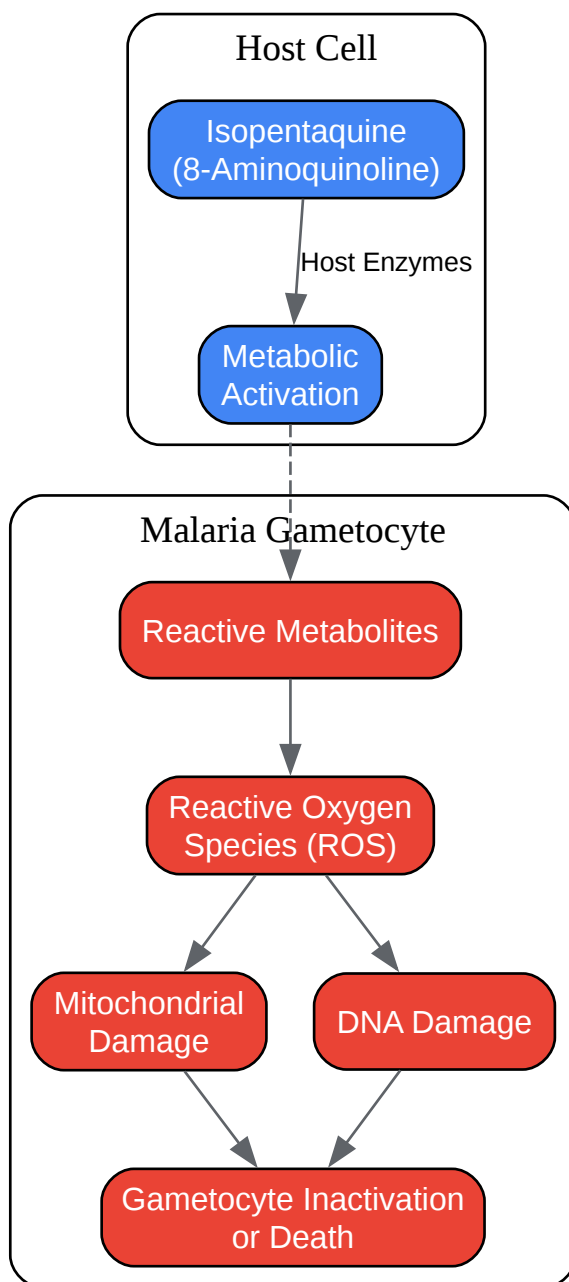 Host Cell
Isopentaquine
(8-Aminoquinoline)
Host Enzymes
Metabolic
Activation
Malaria Gametocyte
Reactive Metabolites
Reactive Oxygen
Species (ROS)
Mitochondrial
Damage
DNA Damage
Gametocyte Inactivation
or Death